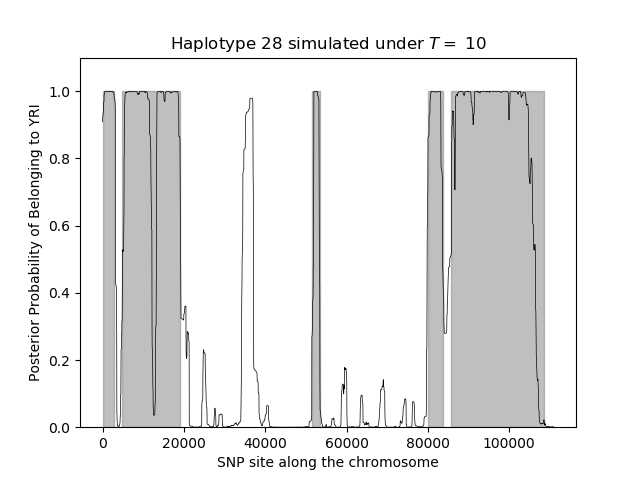 Haplotype 28 simulated under T = 10
Posterior Probability of Belonging to YRI
1.0
0.8
0.6
0.4
0.2
0.0
0 20000 40000 60000 80000 100000
SNP site along the chromosome